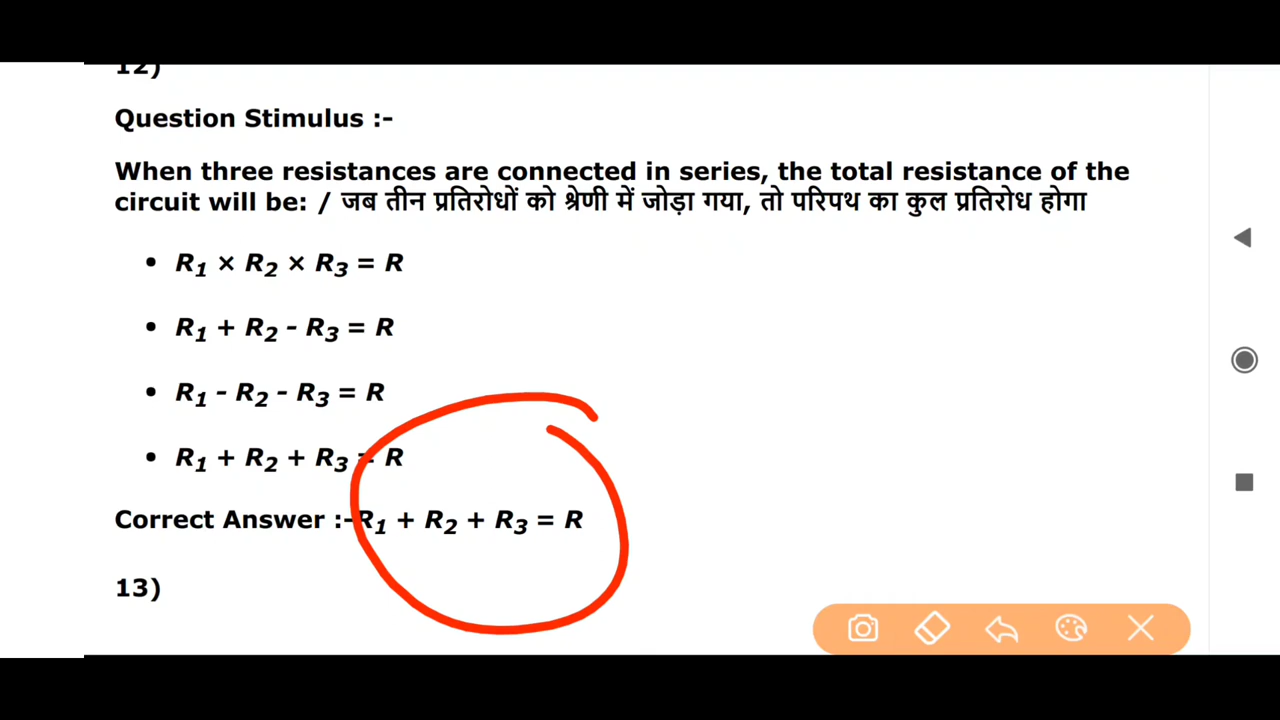 12)
Question Stimulus :-
When three resistances are connected in series, the total resistance of the
circuit will be: / जब तीन प्रतिरोधों को श्रेणी में जोड़ा गया, तो परिपथ का कुल प्रतिरोध होगा
• R₁ × R₂ × R₃ = R
• R₁ + R₂ - R₃ = R
• R₁ - R₂ - R₃ = R
• R₁ + R₂ + R₃ = R
Correct Answer :-R₁ + R₂ + R₃ = R
13)